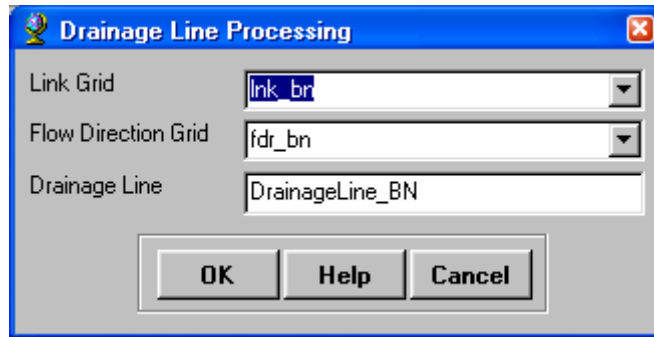 Drainage Line Processing
Link Grid lnk_bn
Flow Direction Grid fdr_bn
Drainage Line DrainageLine_BN
OK Help Cancel